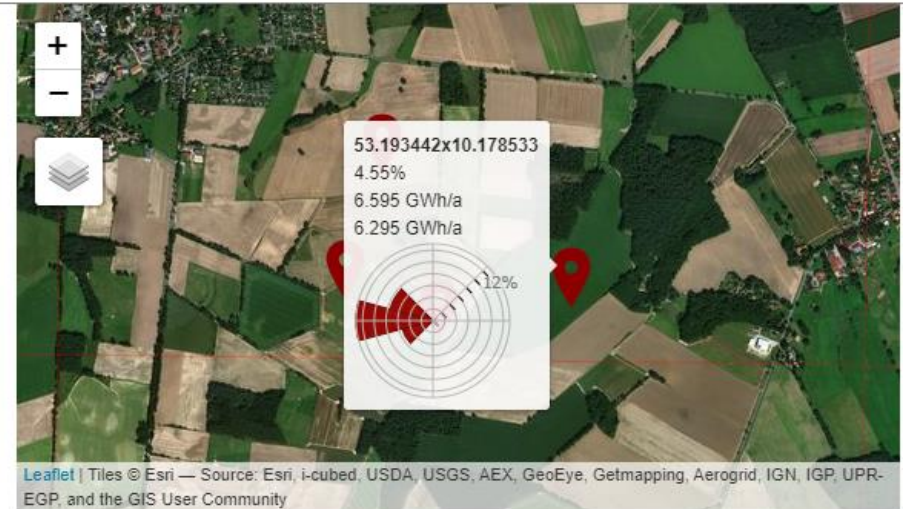 +
−
53.193442x10.178533
4.55%
6.595 GWh/a
6.295 GWh/a
12%
Leaflet | Tiles © Esri — Source: Esri, i-cubed, USDA, USGS, AEX, GeoEye, Getmapping, Aerogrid, IGN, IGP, UPR-
EGP, and the GIS User Community